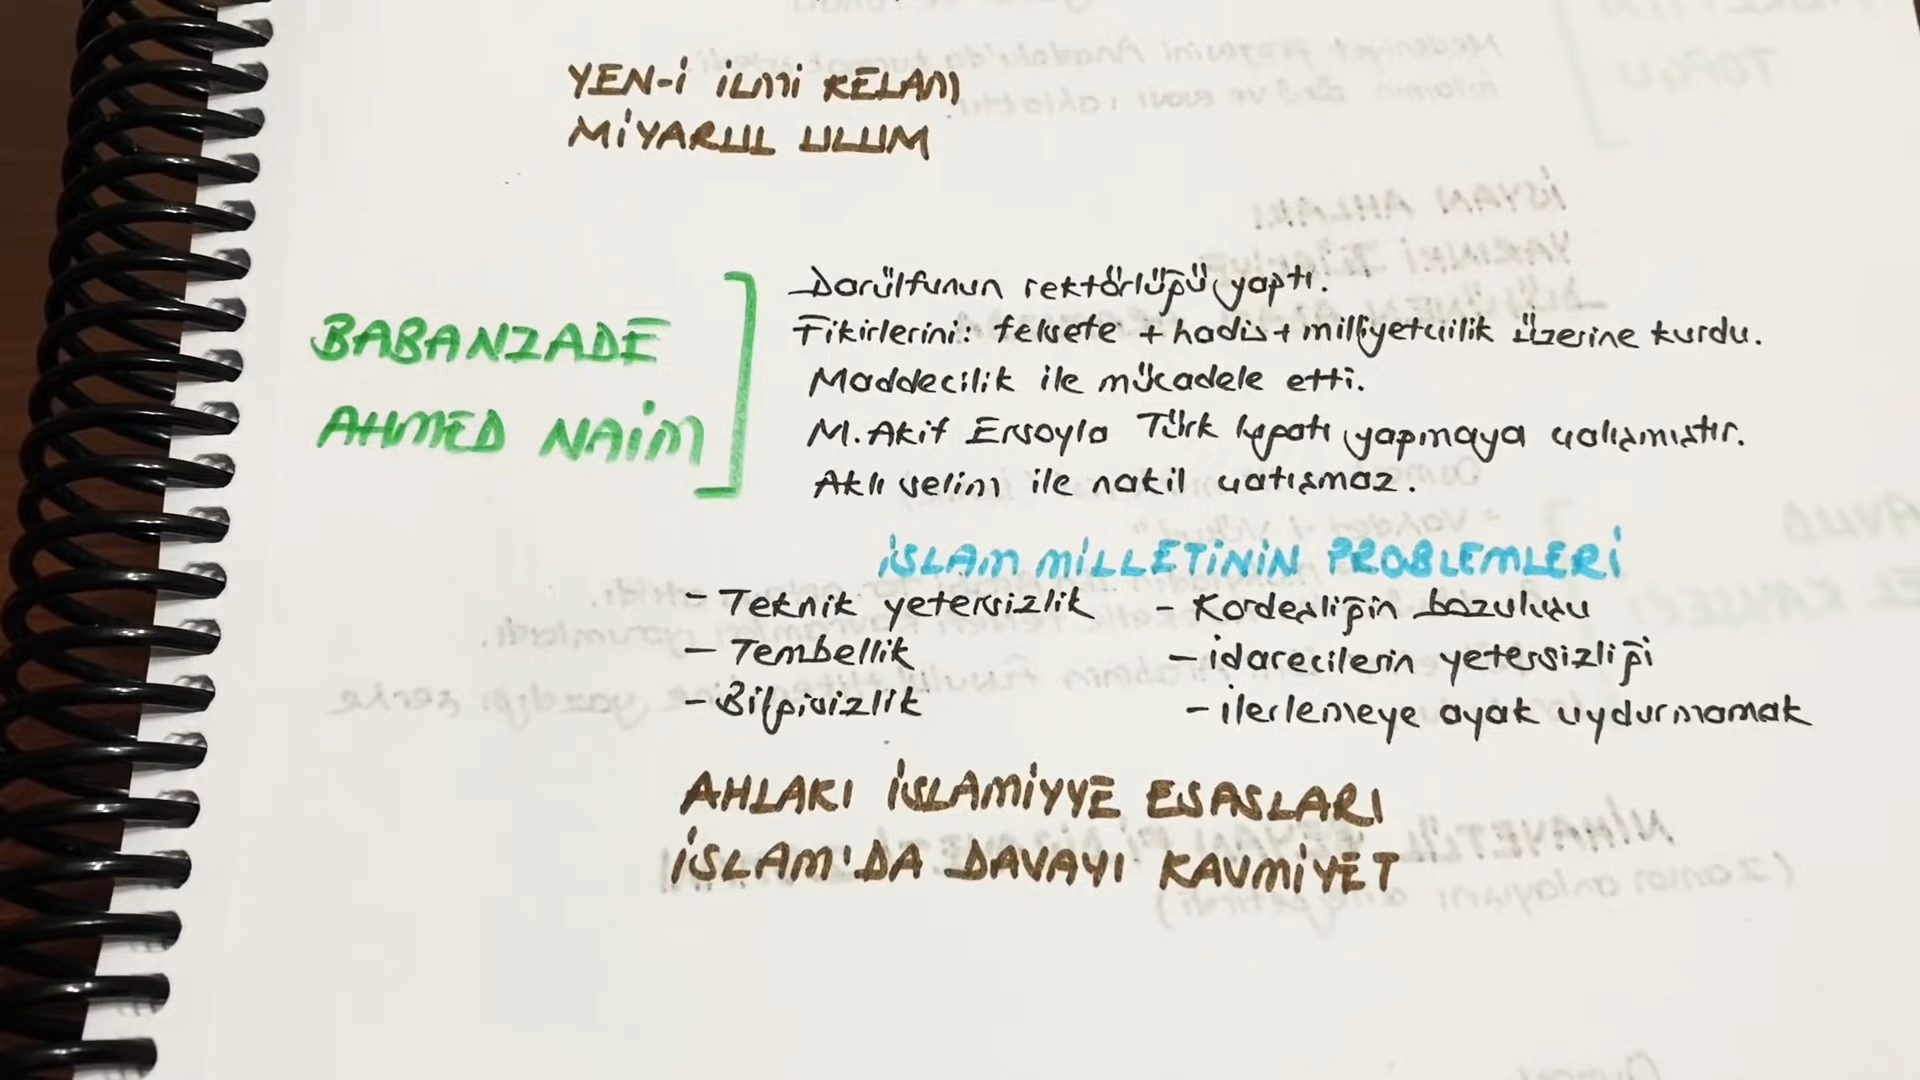 YEN-İ İLMİ KELAM
MİYARUL ULUM
BABANZADE
AHMED NAİM
Darülfunun rektörlüğü yaptı.
Fikirlerini: felsefe + hadis + milliyetçilik üzerine kurdu.
Maddecilik ile mücadele etti.
M. Akif Ersoyla Türk lugatı yapmaya çalışmıştır.
Aklı selim ile nakil çatışmaz.
İSLAM MİLLETİNİN PROBLEMLERİ
- Teknik yetersizlik - Kardeşliğin bozuluşu
- Tembellik - idarecilerin yetersizliği
- Bilgisizlik - ilerlemeye ayak uydurmamak
AHLAKI İSLAMİYYE ESASLARI
İSLAM'DA DAVAYI KAVMİYET